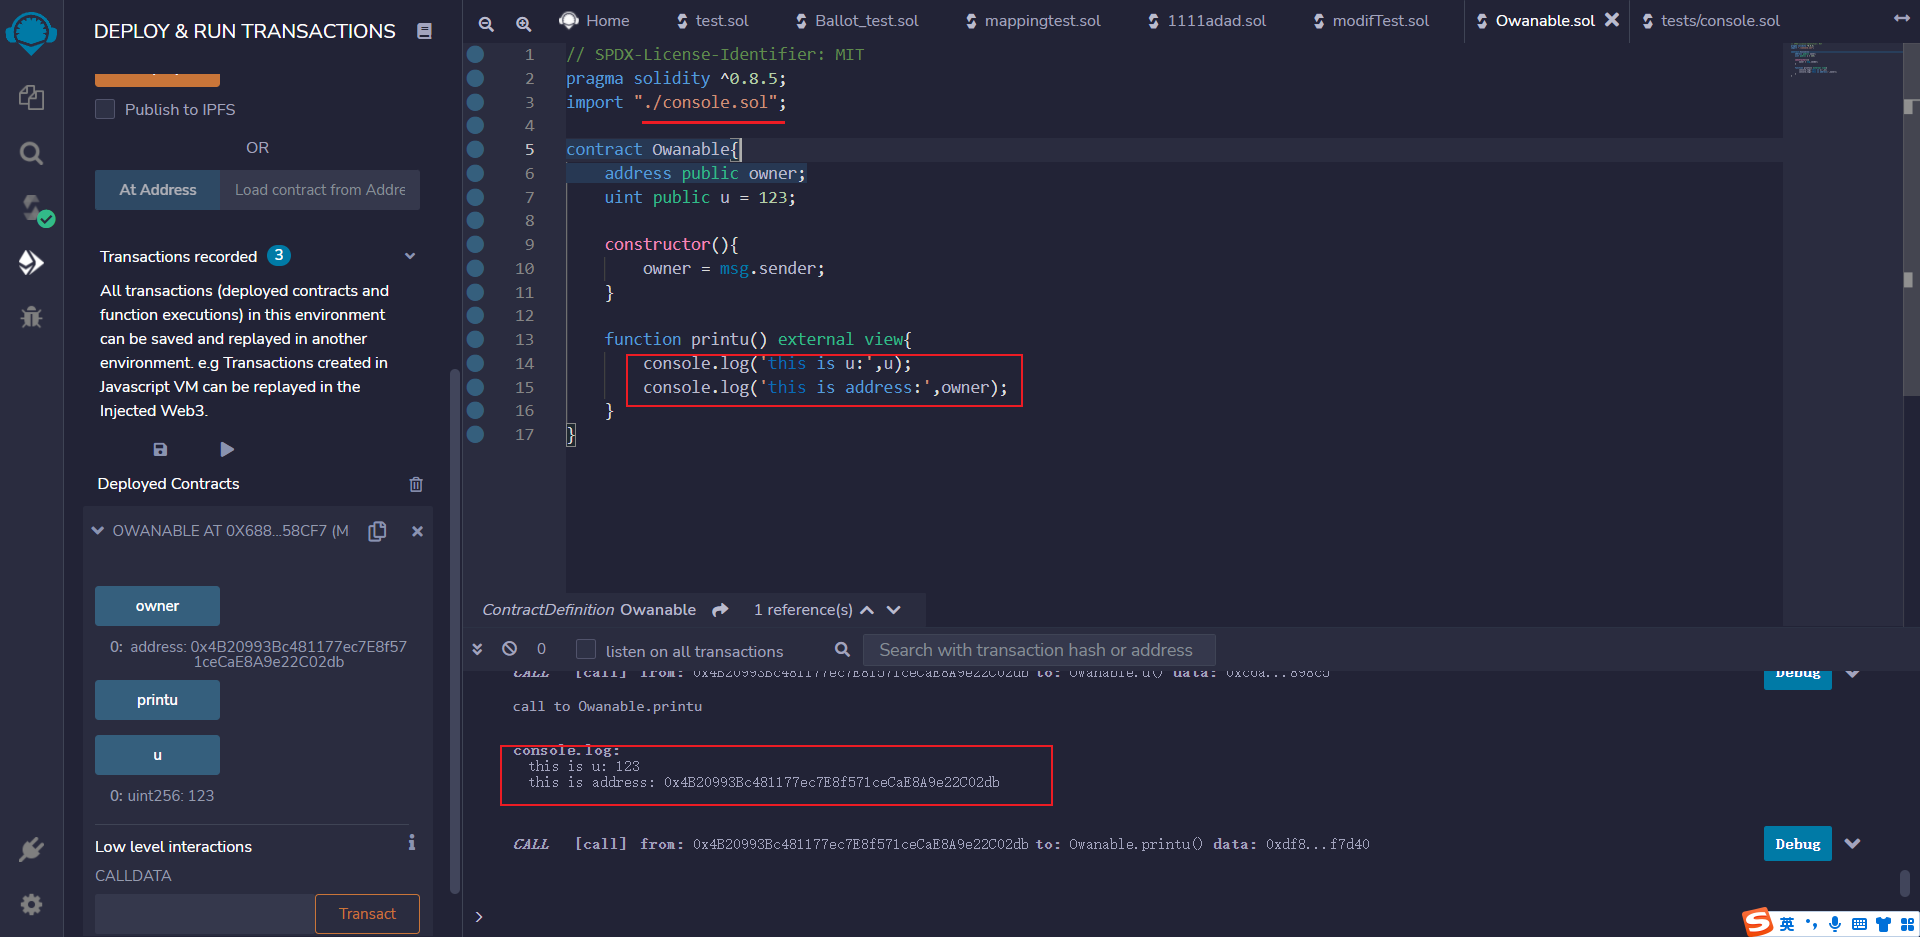 DEPLOY & RUN TRANSACTIONS
Publish to IPFS
OR
At Address
Load contract from Addre
Transactions recorded 3
All transactions (deployed contracts and
function executions) in this environment
can be saved and replayed in another
environment. e.g Transactions created in
Javascript VM can be replayed in the
Injected Web3.
Deployed Contracts
OWANABLE AT 0X688...58CF7 (M
owner
0: address: 0x4B20993Bc481177ec7E8f57
1ceCaE8A9e22C02db
printu
u
0: uint256: 123
Low level interactions
CALLDATA
Transact
Home
test.sol
Ballot_test.sol
mappingtest.sol
1111adad.sol
modifTest.sol
Owanable.sol
tests/console.sol
1 // SPDX-License-Identifier: MIT
2 pragma solidity ^0.8.5;
3 import "./console.sol";
4
5 contract Owanable{
6 address public owner;
7 uint public u = 123;
8
9 constructor(){
10 owner = msg.sender;
11 }
12
13 function printu() external view{
14 console.log('this is u:',u);
15 console.log('this is address:',owner);
16 }
17 }
ContractDefinition Owanable 1 reference(s)
0 listen on all transactions
Search with transaction hash or address
CALL [call] from: 0x4B20993Bc481177ec7E8f571ceCaE8A9e22C02db to: Owanable.u() data: 0xc6a...898c5
Debug
call to Owanable.printu
console.log:
this is u: 123
this is address: 0x4B20993Bc481177ec7E8f571ceCaE8A9e22C02db
CALL [call] from: 0x4B20993Bc481177ec7E8f571ceCaE8A9e22C02db to: Owanable.printu() data: 0xdf8...f7d40
Debug
>
S 英